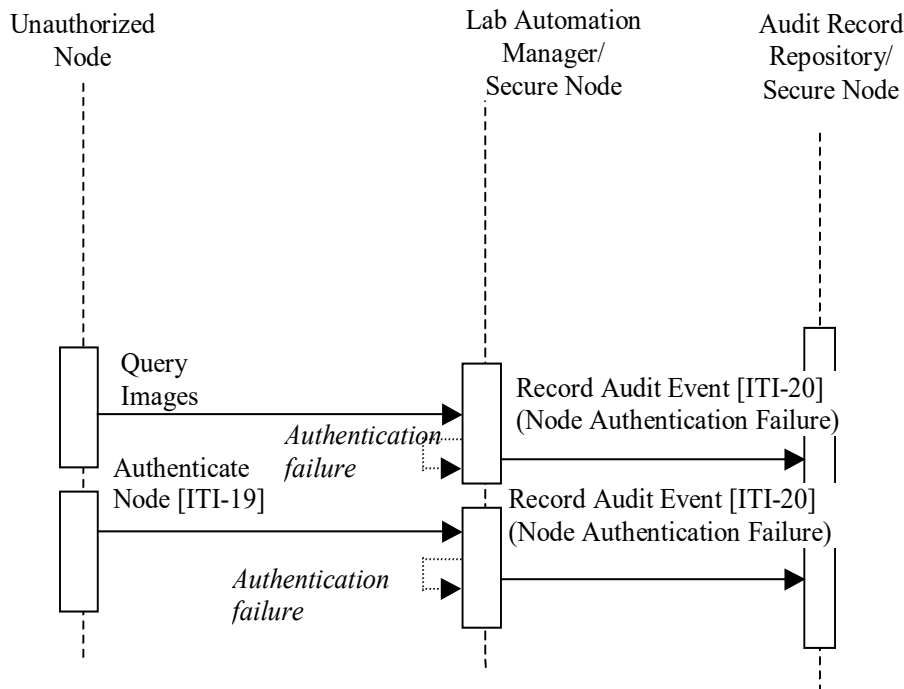 Unauthorized
Node
Lab Automation
Manager/
Secure Node
Audit Record
Repository/
Secure Node
Query
Images
Record Audit Event [ITI-20]
(Node Authentication Failure)
Authentication
failure
Authenticate
Node [ITI-19]
Record Audit Event [ITI-20]
(Node Authentication Failure)
Authentication
failure